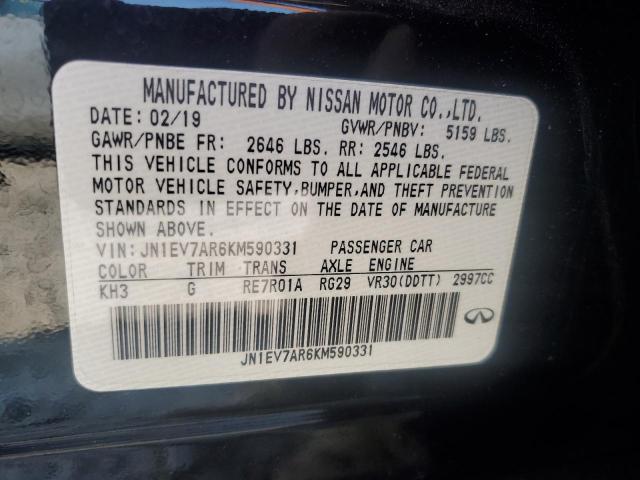 MANUFACTURED BY NISSAN MOTOR CO.,LTD.
DATE: 02/19 GVWR/PNBV: 5159 LBS.
GAWR/PNBE FR: 2646 LBS. RR: 2546 LBS.
THIS VEHICLE CONFORMS TO ALL APPLICABLE FEDERAL
MOTOR VEHICLE SAFETY,BUMPER,AND THEFT PREVENTION
STANDARDS IN EFFECT ON THE DATE OF MANUFACTURE
SHOWN ABOVE.
VIN:JN1EV7AR6KM590331 PASSENGER CAR
COLOR TRIM TRANS AXLE ENGINE
KH3 G RE7R01A RG29 VR30(DDTT) 2997CC
JN1EV7AR6KM590331